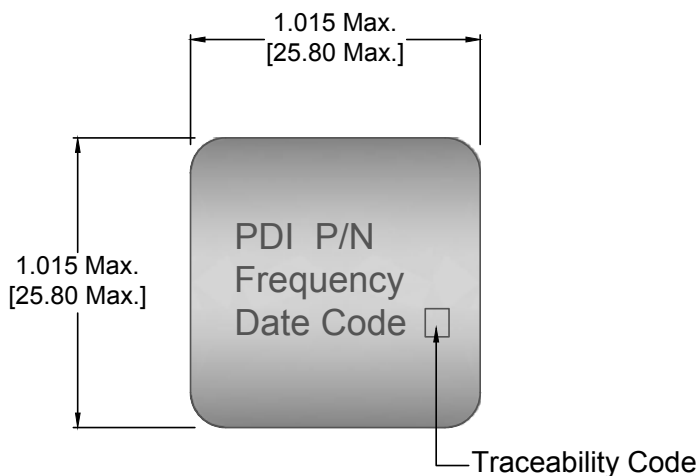 1.015 Max.
[25.80 Max.]
PDI P/N
1.015 Max.
Frequency
[25.80 Max.]
Date Code
Traceability Code